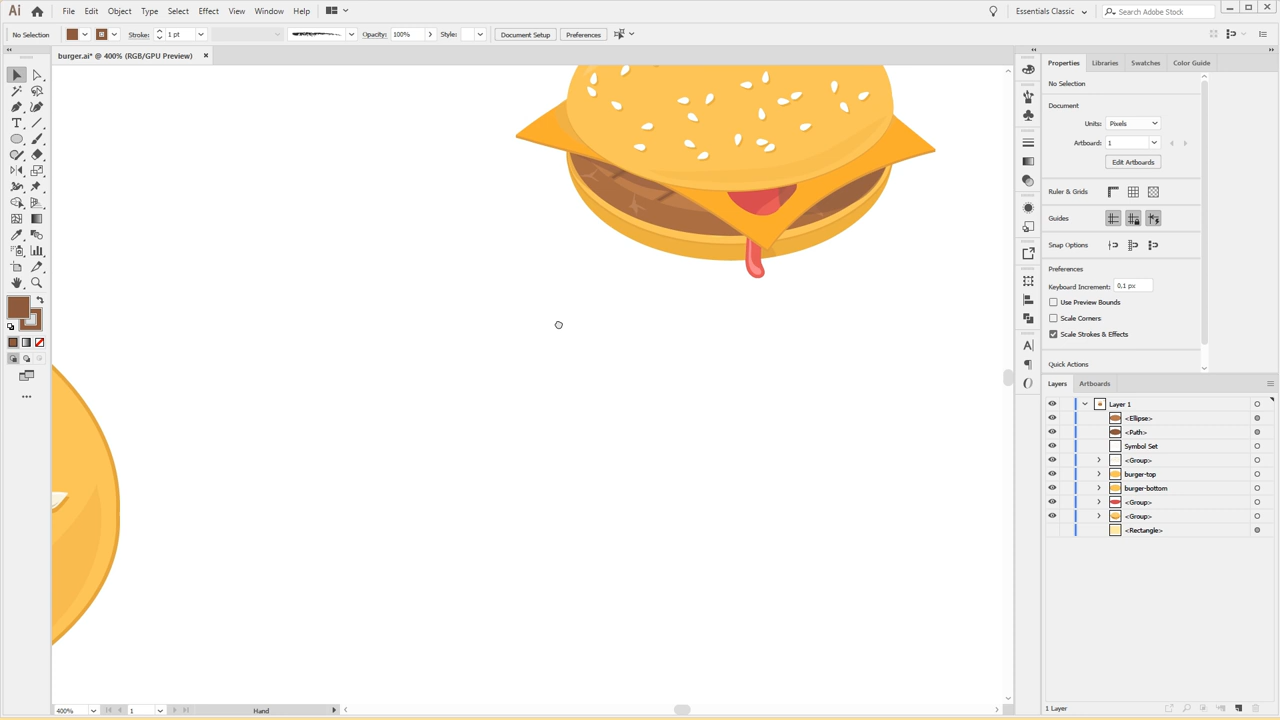 Ai File Edit Object Type Select Effect View Window Help Essentials Classic Search Adobe Stock
No Selection Stroke: 1 pt Opacity: 100% Style: Document Setup Preferences
burger.ai* @ 400% (RGB/GPU Preview)
Properties Libraries Swatches Color Guide
No Selection
Document
Units: Pixels
Artboard: 1
Edit Artboards
Ruler & Grids
Guides
Snap Options
Preferences
Keyboard Increment: 0,1 px
Use Preview Bounds
Scale Corners
Scale Strokes & Effects
Quick Actions
Layers Artboards
Layer 1
<Ellipse>
<Path>
Symbol Set
<Group>
burger-top
burger-bottom
<Group>
<Group>
<Rectangle>
400% 1 Hand 1 Layer